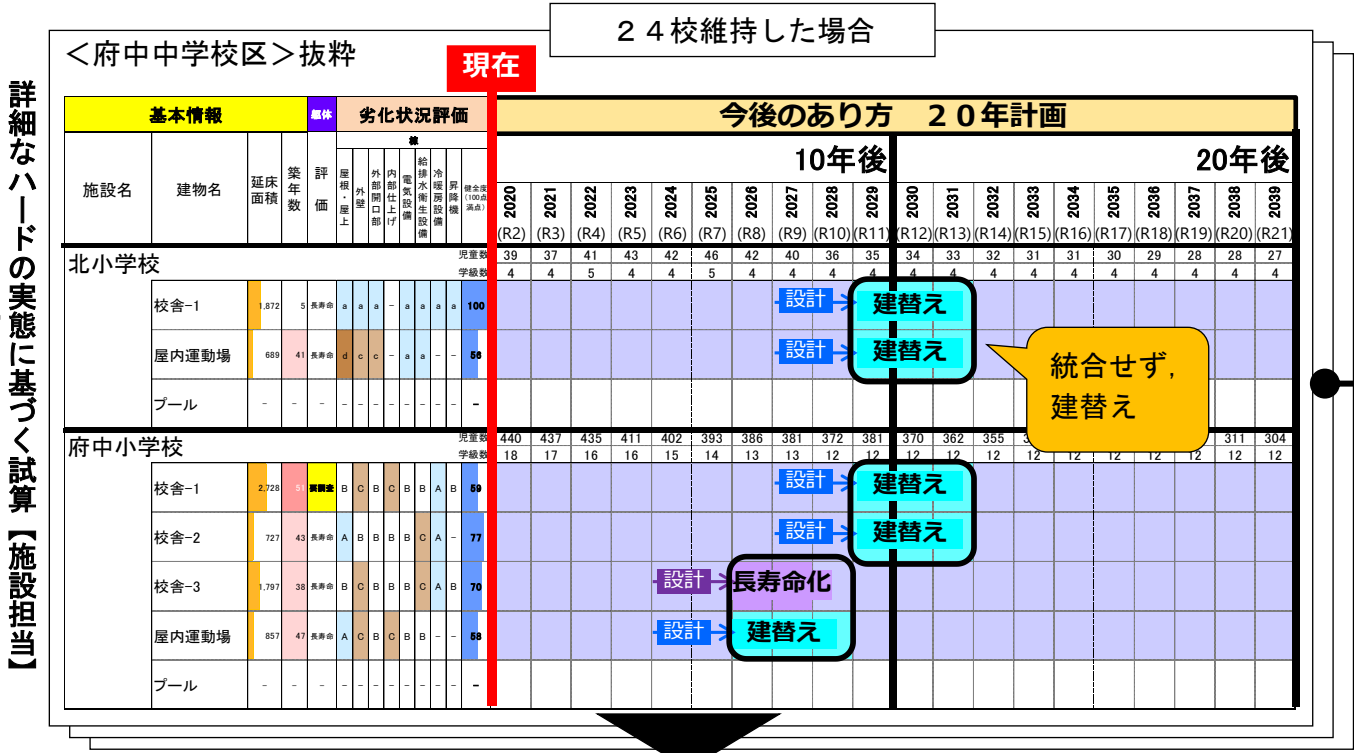 ２４校維持した場合
＜府中中学校区＞抜粋
現在
詳細なハードの実態に基づく試算【施設担当】
基本情報 躯体 劣化状況評価 今後のあり方　２０年計画
棟
10年後 20年後
施設名 建物名 延床面積 築年数 評価 屋根・屋上 外壁 外部開口部 内部仕上げ 電気設備 給排水衛生設備 冷暖房設備 昇降機 健全度（100点満点）
2020 2021 2022 2023 2024 2025 2026 2027 2028 2029 2030 2031 2032 2033 2034 2035 2036 2037 2038 2039
(R2) (R3) (R4) (R5) (R6) (R7) (R8) (R9) (R10) (R11) (R12) (R13) (R14) (R15) (R16) (R17) (R18) (R19) (R20) (R21)
北小学校
児童数 39 37 41 43 42 46 42 40 36 35 34 33 32 31 31 30 29 28 28 27
学級数 4 4 5 4 4 5 4 4 4 4 4 4 4 4 4 4 4 4 4 4
校舎-1 1,872 5 長寿命 a a a - a a a a 100 設計 建替え
屋内運動場 689 41 長寿命 d c c - a a - - 設計 建替え
プール - - - - - - - - - - - -
統合せず，
建替え
府中小学校
児童数 440 437 435 411 402 393 386 381 372 381 370 362 355 311 304
学級数 18 17 16 16 15 14 13 13 12 12 12 12 12 12 12 12 12 12 12 12
校舎-1 2,728 51 要調査 B C B C B B A B 59 設計 建替え
校舎-2 727 43 長寿命 A B B B B C A - 77 設計 建替え
校舎-3 1,797 38 長寿命 B C B B B C A B 70 設計 長寿命化
屋内運動場 857 47 長寿命 A C B C B B - - 設計 建替え
プール - - - - - - - - - - - -